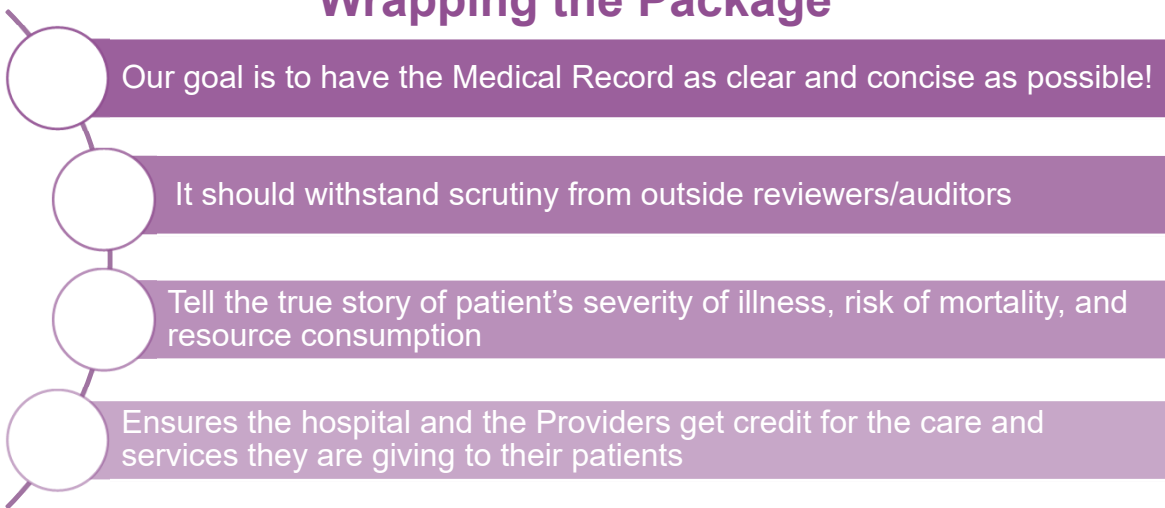 Wrapping the Package
Our goal is to have the Medical Record as clear and concise as possible!
It should withstand scrutiny from outside reviewers/auditors
Tell the true story of patient’s severity of illness, risk of mortality, and
resource consumption
Ensures the hospital and the Providers get credit for the care and
services they are giving to their patients